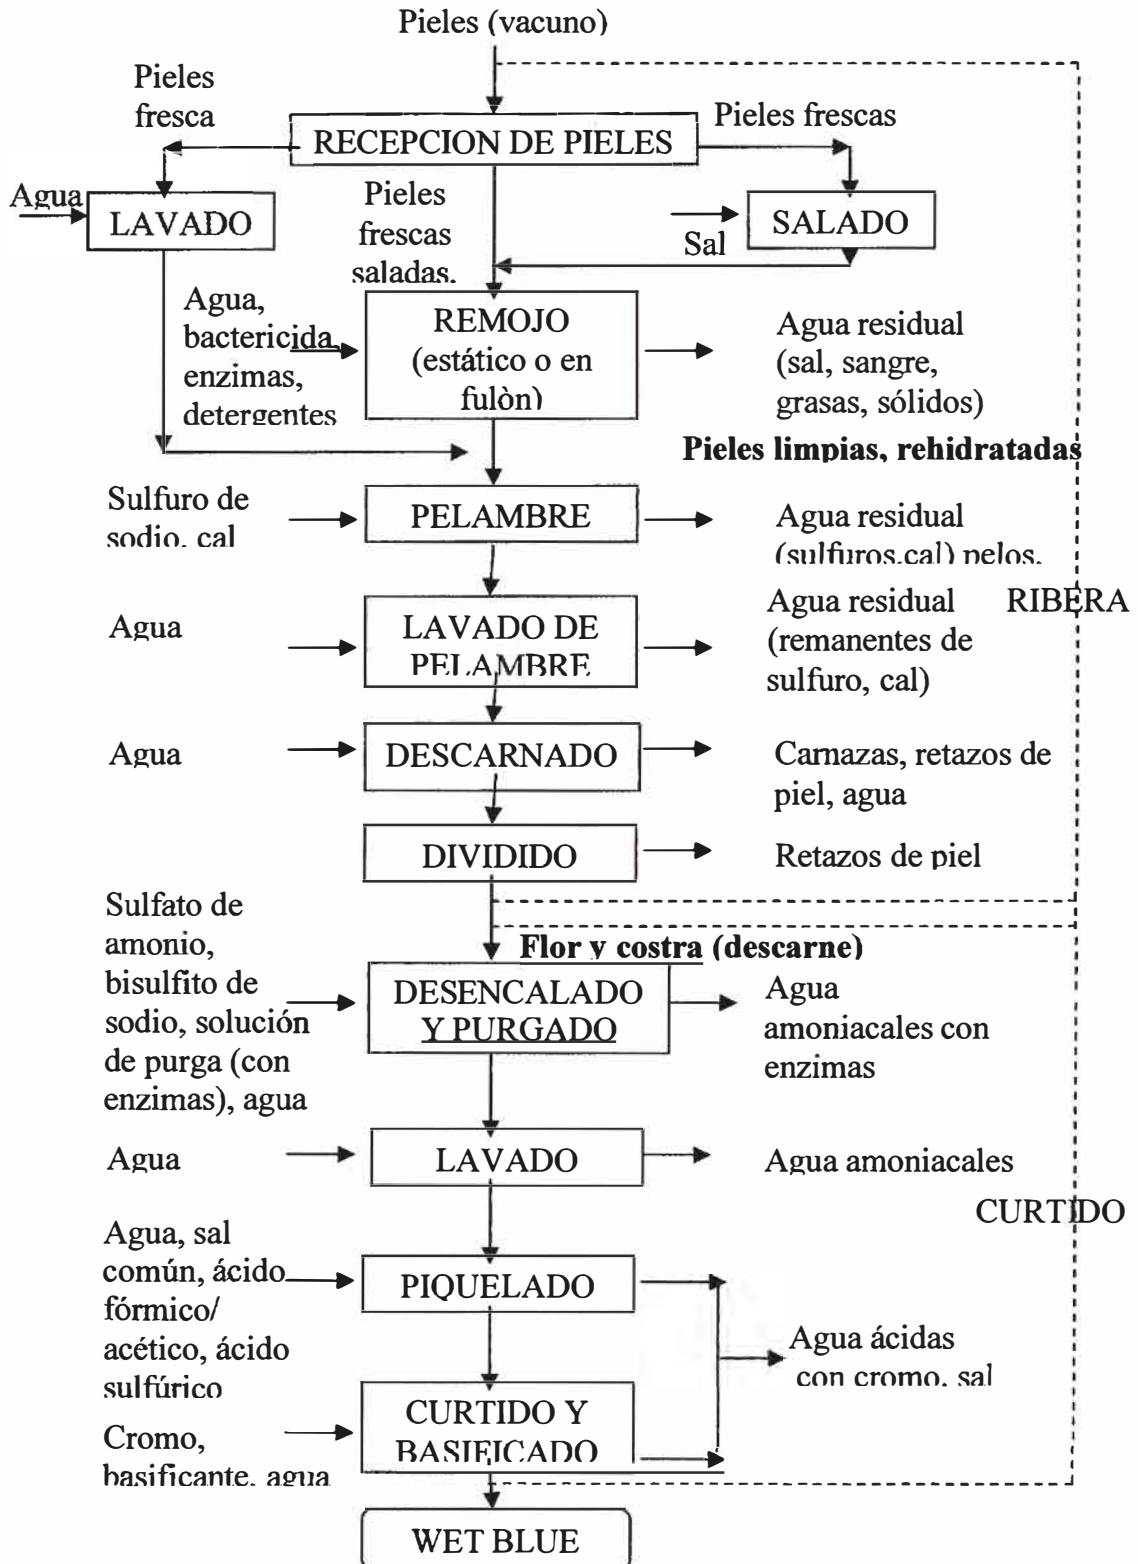 Pieles (vacuno)
Pieles
fresca
RECEPCION DE PIELES
Pieles frescas
Agua
LAVADO
Pieles
frescas
saladas.
Sal
SALADO
Agua,
bactericida,
enzimas,
detergentes
REMOJO
(estático o en
fulòn)
Agua residual
(sal, sangre,
grasas, sólidos)
Pieles limpias, rehidratadas
Sulfuro de
sodio, cal
PELAMBRE
Agua residual
(sulfuros,cal) pelos.
RIBERA
Agua
LAVADO DE
PELAMBRE
Agua residual
(remanentes de
sulfuro, cal)
Agua
DESCARNADO
Carnazas, retazos de
piel, agua
DIVIDIDO
Retazos de piel
Flor y costra (descarne)
Sulfato de
amonio,
bisulfito de
sodio, solución
de purga (con
enzimas), agua
DESENCALADO
Y PURGADO
Agua
amoniacales con
enzimas
Agua
LAVADO
Agua amoniacales
CURTIDO
Agua, sal
común, ácido
fórmico/
acético, ácido
sulfúrico
PIQUELADO
Agua ácidas
con cromo, sal
Cromo,
basificante, agua
CURTIDO Y
BASIFICADO
WET BLUE